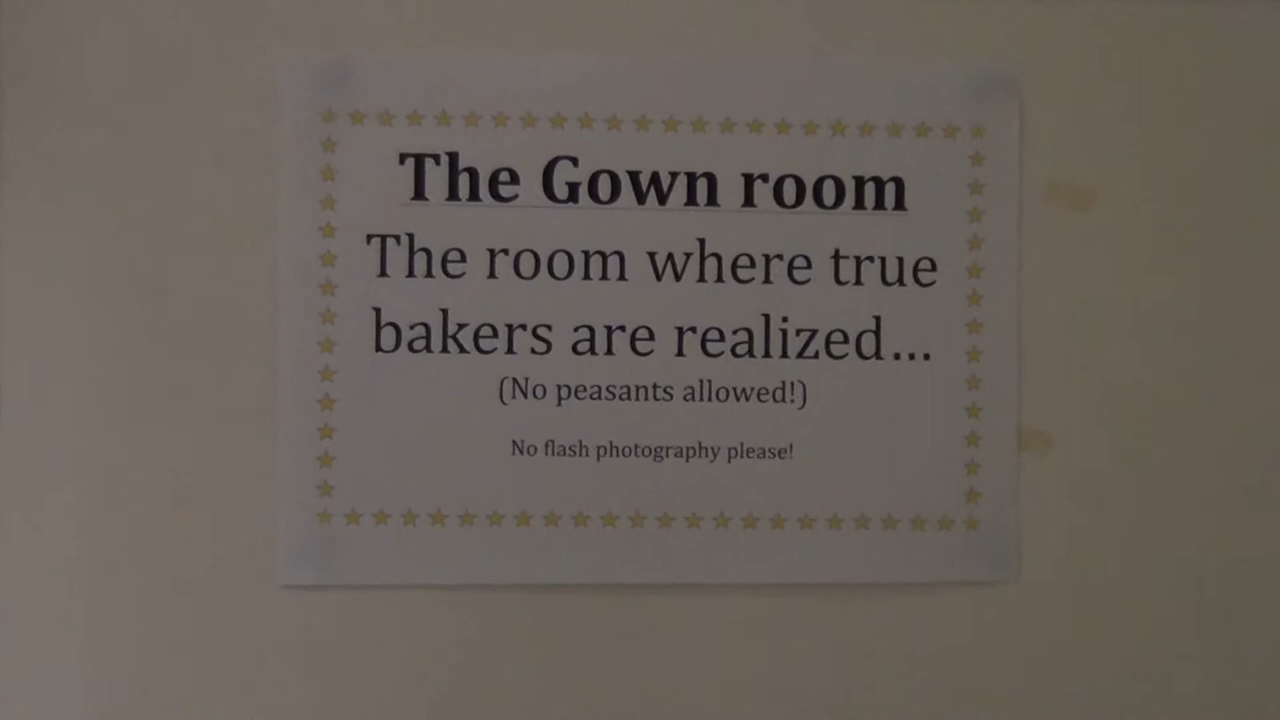 The Gown room
The room where true
bakers are realized...
(No peasants allowed!)
No flash photography please!